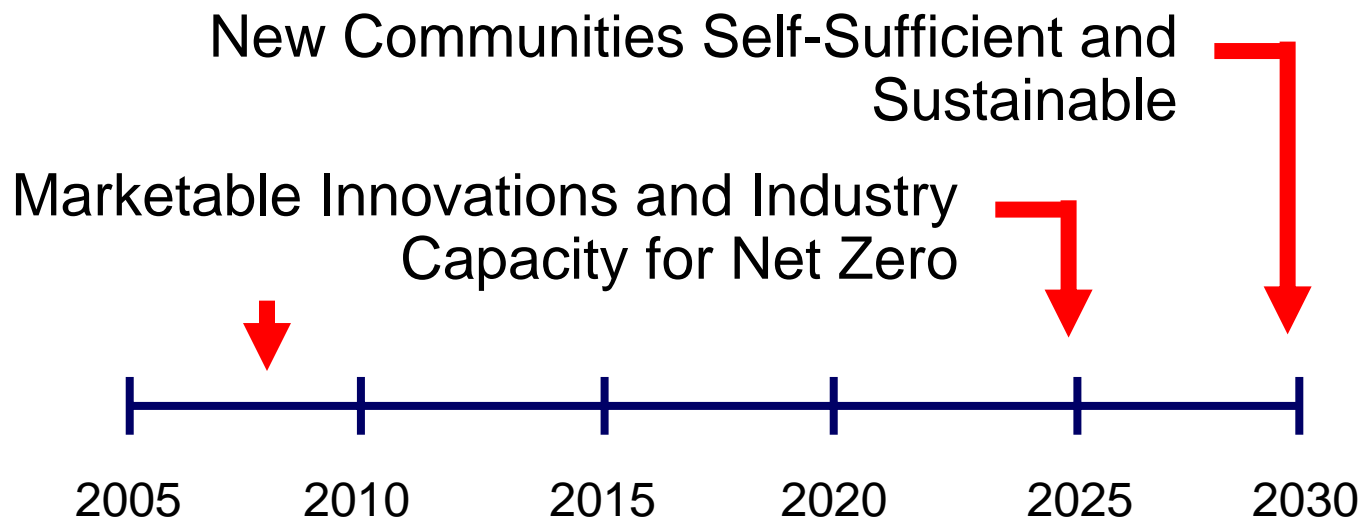 New Communities Self-Sufficient and
Sustainable
Marketable Innovations and Industry
Capacity for Net Zero
2005 2010 2015 2020 2025 2030